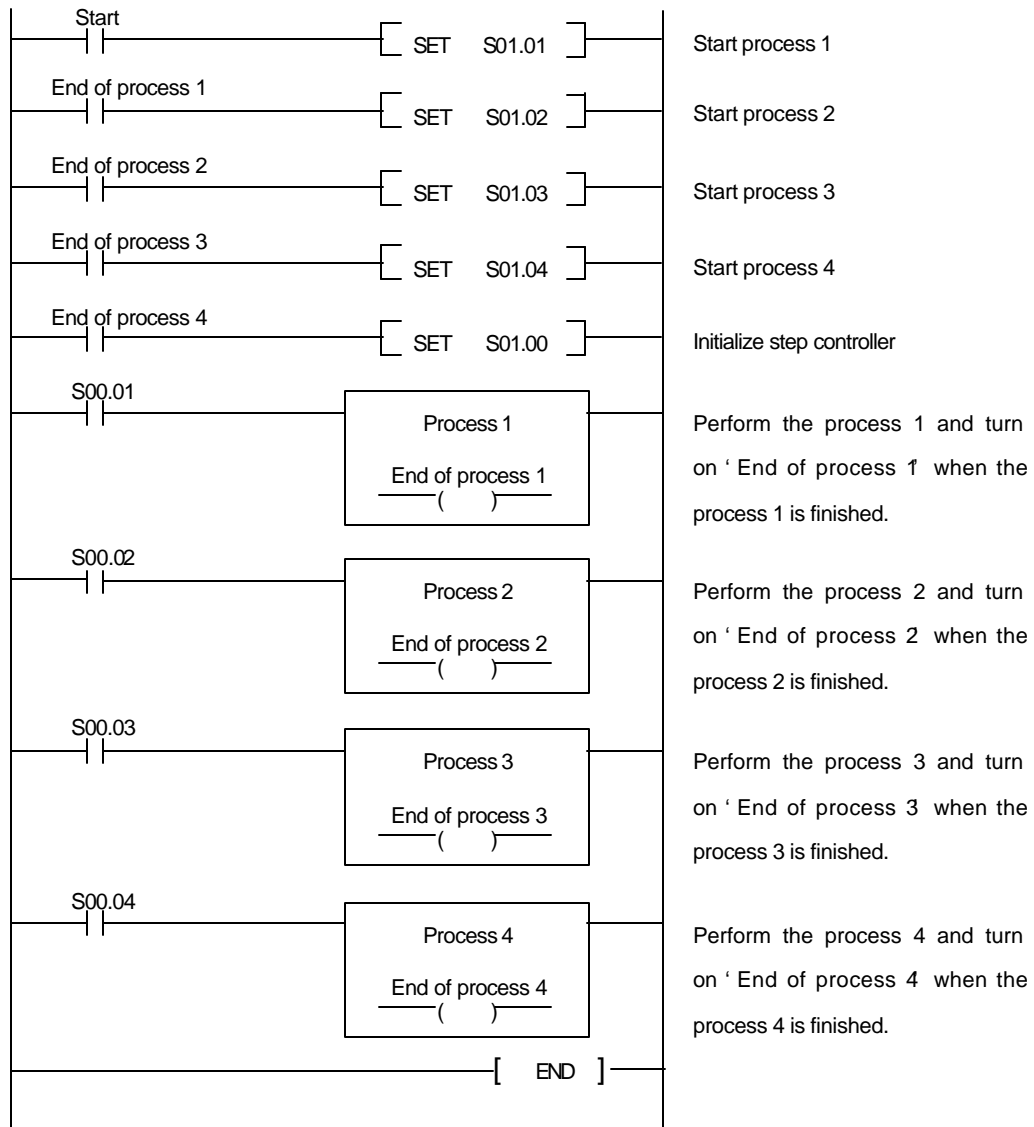 Start
SET S01.01 Start process 1
End of process 1
SET S01.02 Start process 2
End of process 2
SET S01.03 Start process 3
End of process 3
SET S01.04 Start process 4
End of process 4
SET S01.00 Initialize step controller
S00.01
Process 1 Perform the process 1 and turn
End of process 1 on ‘ End of process 1’ when the
( ) process 1 is finished.
S00.02
Process 2 Perform the process 2 and turn
End of process 2 on ‘ End of process 2’ when the
( ) process 2 is finished.
S00.03
Process 3 Perform the process 3 and turn
End of process 3 on ‘ End of process 3’ when the
( ) process 3 is finished.
S00.04
Process 4 Perform the process 4 and turn
End of process 4 on ‘ End of process 4’ when the
( ) process 4 is finished.
[ END ]